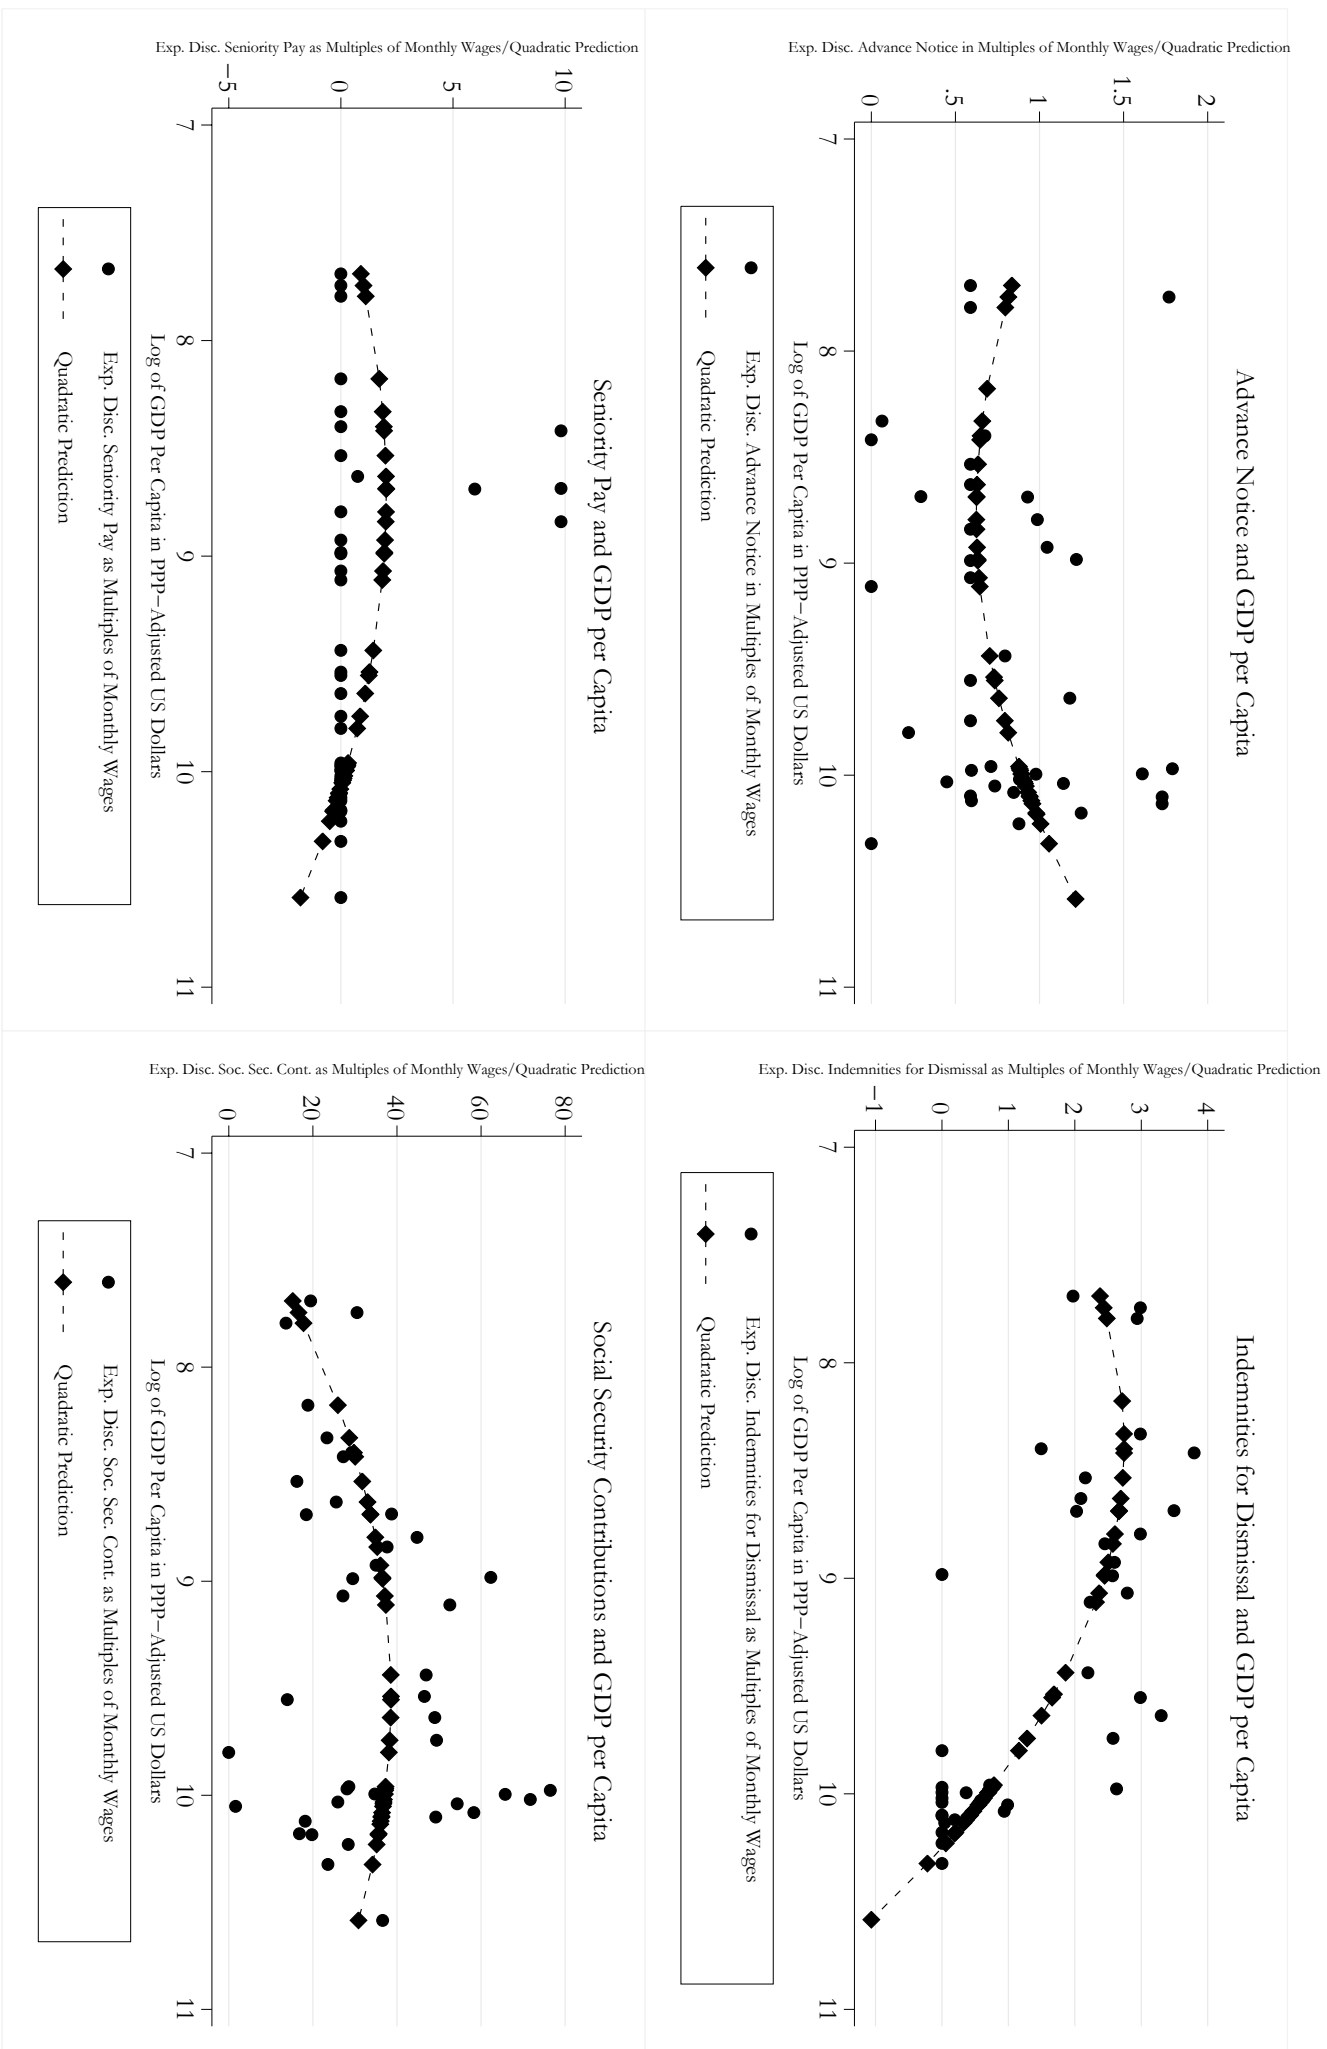 Advance Notice and GDP per Capita
Exp. Disc. Advance Notice in Multiples of Monthly Wages/Quadratic Prediction
2
1.5
1
.5
0
7
8
9
10
11
Log of GDP Per Capita in PPP−Adjusted US Dollars
Exp. Disc. Advance Notice in Multiples of Monthly Wages
Quadratic Prediction
Indemnities for Dismissal and GDP per Capita
Exp. Disc. Indemnities for Dismissal as Multiples of Monthly Wages/Quadratic Prediction
4
3
2
1
0
−1
7
8
9
10
11
Log of GDP Per Capita in PPP−Adjusted US Dollars
Exp. Disc. Indemnities for Dismissal as Multiples of Monthly Wages
Quadratic Prediction
Seniority Pay and GDP per Capita
Exp. Disc. Seniority Pay as Multiples of Monthly Wages/Quadratic Prediction
10
5
0
−5
7
8
9
10
11
Log of GDP Per Capita in PPP−Adjusted US Dollars
Exp. Disc. Seniority Pay as Multiples of Monthly Wages
Quadratic Prediction
Social Security Contributions and GDP per Capita
Exp. Disc. Soc. Sec. Cont. as Multiples of Monthly Wages/Quadratic Prediction
80
60
40
20
0
7
8
9
10
11
Log of GDP Per Capita in PPP−Adjusted US Dollars
Exp. Disc. Soc. Sec. Cont. as Multiples of Monthly Wages
Quadratic Prediction